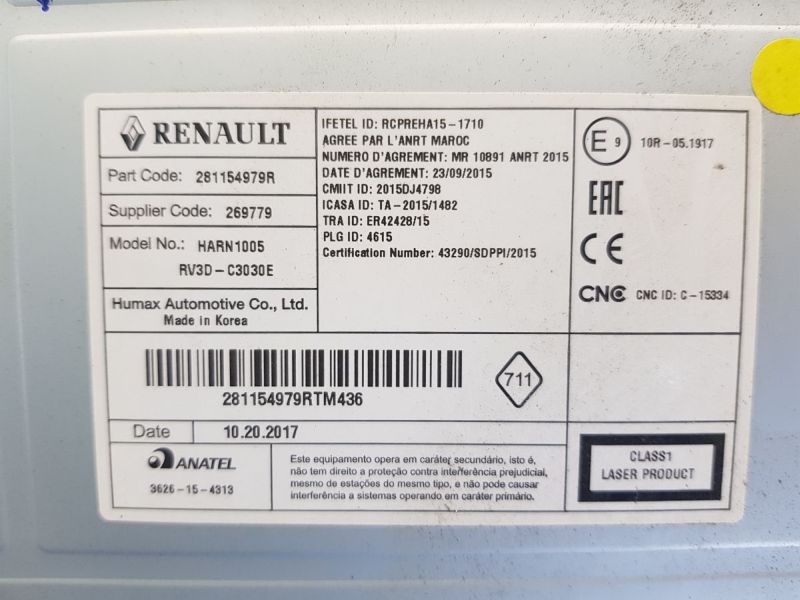 RENAULT
Part Code: 281154979R
Supplier Code: 269779
Model No.: HARN1005
RV3D-C3030E
Humax Automotive Co., Ltd.
Made in Korea
IFETEL ID: RCPREHA15-1710
AGREE PAR L'ANRT MAROC
NUMERO D'AGREMENT: MR 10891 ANRT 2015
DATE D'AGREMENT: 23/09/2015
CMIIT ID: 2015DJ4798
ICASA ID: TA-2015/1482
TRA ID: ER42428/15
PLG ID: 4615
Certification Number: 43290/SDPPI/2015
E 9 10R-05.1917
EAC
CE
CNC CNC ID: C-15334
281154979RTM436
711
Date 10.20.2017
ANATEL
3626-15-4313
Este equipamento opera em caráter secundário, isto é,
não tem direito a proteção contra interferência prejudicial,
mesmo de estações do mesmo tipo, e não pode causar
interferência a sistemas operando em caráter primário.
CLASS1
LASER PRODUCT